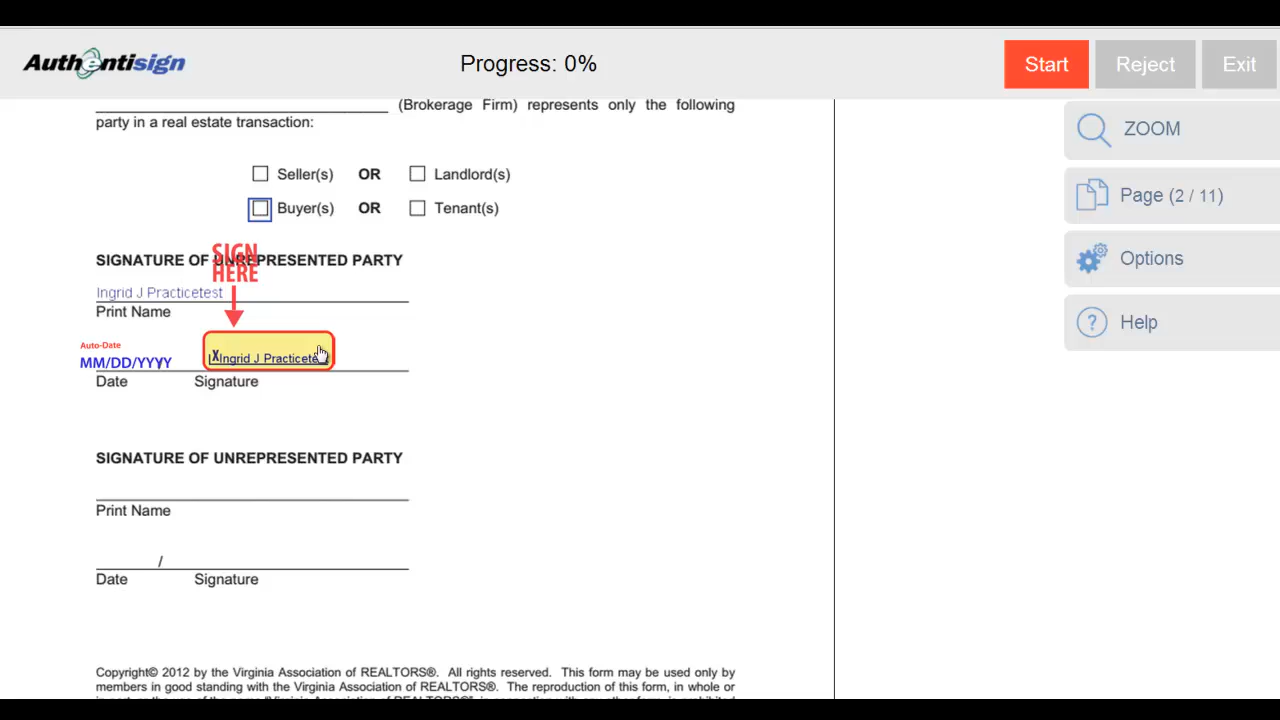 Authentisign
Progress: 0%
Start
Reject
Exit
(Brokerage Firm) represents only the following
party in a real estate transaction:
Seller(s) OR Landlord(s)
Buyer(s) OR Tenant(s)
ZOOM
Page (2 / 11)
Options
Help
SIGN
HERE
SIGNATURE OF UNREPRESENTED PARTY
Ingrid J Practicetest
Print Name
Auto-Date
MM/DD/YYYY
X Ingrid J
Date Signature
SIGNATURE OF UNREPRESENTED PARTY
Print Name
/
Date Signature
Copyright© 2012 by the Virginia Association of REALTORS®. All rights reserved. This form may be used only by
members in good standing with the Virginia Association of REALTORS®. The reproduction of this form, in whole or